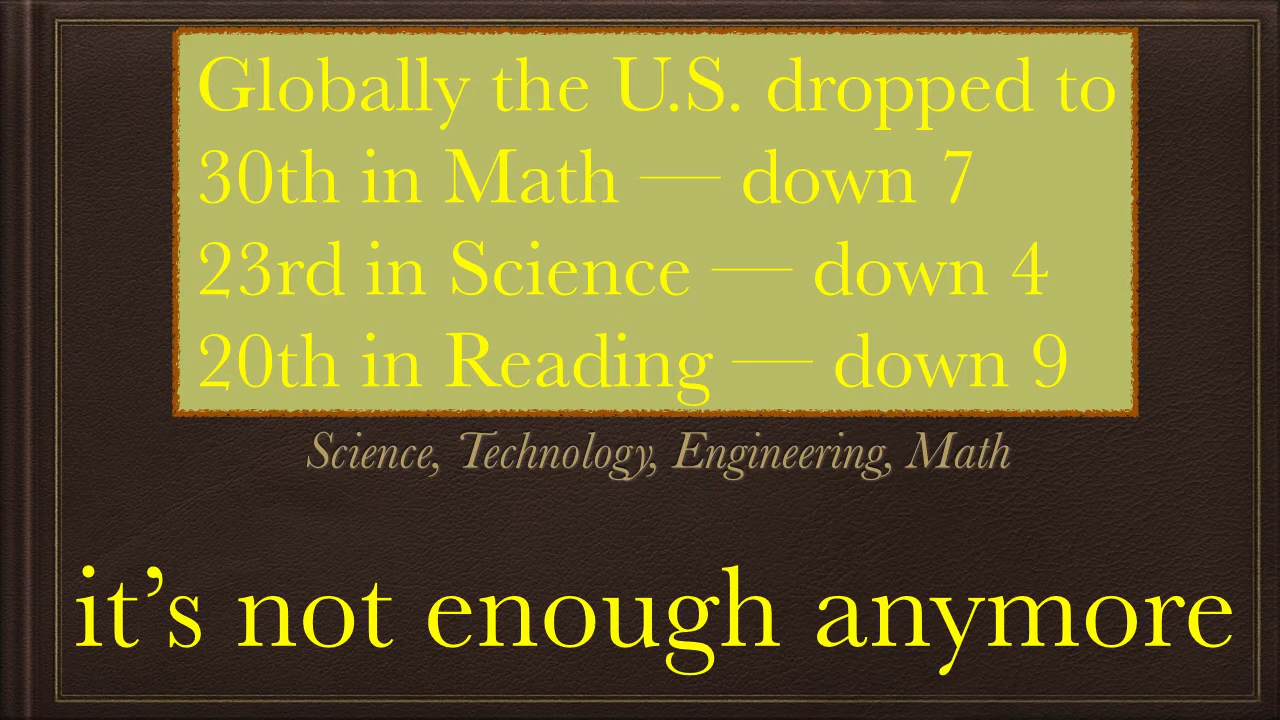 Globally the U.S. dropped to
30th in Math — down 7
23rd in Science — down 4
20th in Reading — down 9
Science, Technology, Engineering, Math
it’s not enough anymore